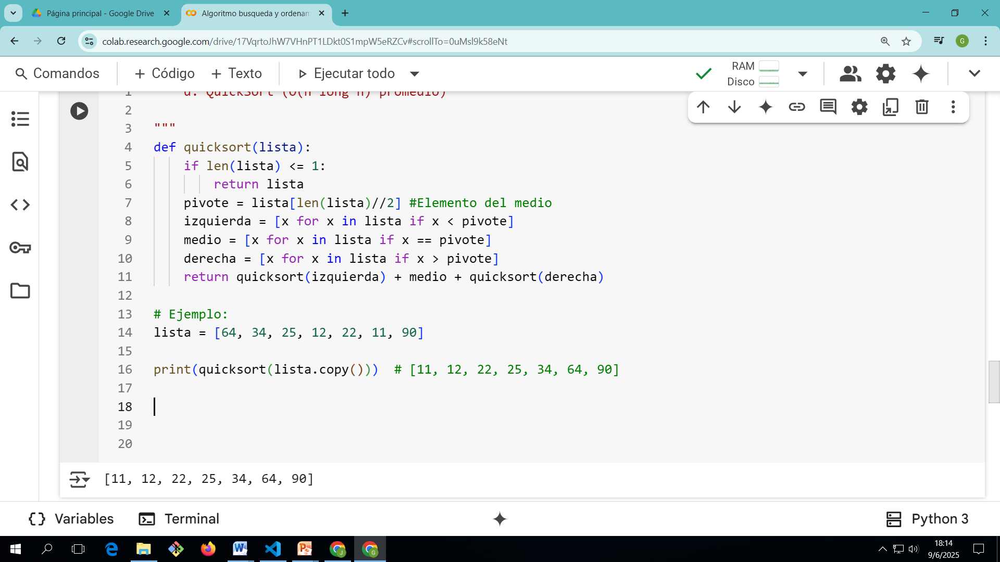 Página principal - Google Drive
Algoritmo busqueda y ordenam
colab.research.google.com/drive/17VqrtoJhW7VHnPT1LDkt0S1mpW5eRZCv#scrollTo=0uMsl9k58eNt
G
Comandos
+ Código
+ Texto
Ejecutar todo
RAM
Disco
1 d. QuickSort (O(n long n) promedio)
2
3 """
4 def quicksort(lista):
5 if len(lista) <= 1:
6 return lista
7 pivote = lista[len(lista)//2] #Elemento del medio
8 izquierda = [x for x in lista if x < pivote]
9 medio = [x for x in lista if x == pivote]
10 derecha = [x for x in lista if x > pivote]
11 return quicksort(izquierda) + medio + quicksort(derecha)
12
13 # Ejemplo:
14 lista = [64, 34, 25, 12, 22, 11, 90]
15
16 print(quicksort(lista.copy()))  # [11, 12, 22, 25, 34, 64, 90]
17
18
19
20
[11, 12, 22, 25, 34, 64, 90]
Variables
Terminal
Python 3
18:14
9/6/2025